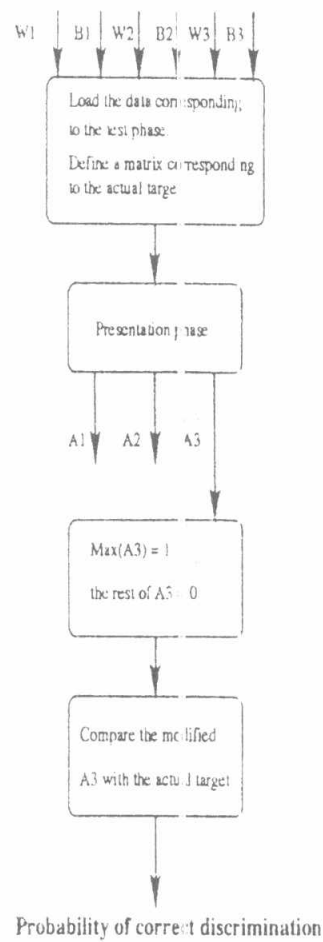 W1 B1 W2 B2 W3 B3
Load the data corresponding
to the test phase.
Define a matrix corresponding
to the actual targe
Presentation phase
A1 A2 A3
Max(A3) = 1
the rest of A3 = 0
Compare the modified
A3 with the actual target
Probability of correct discrimination